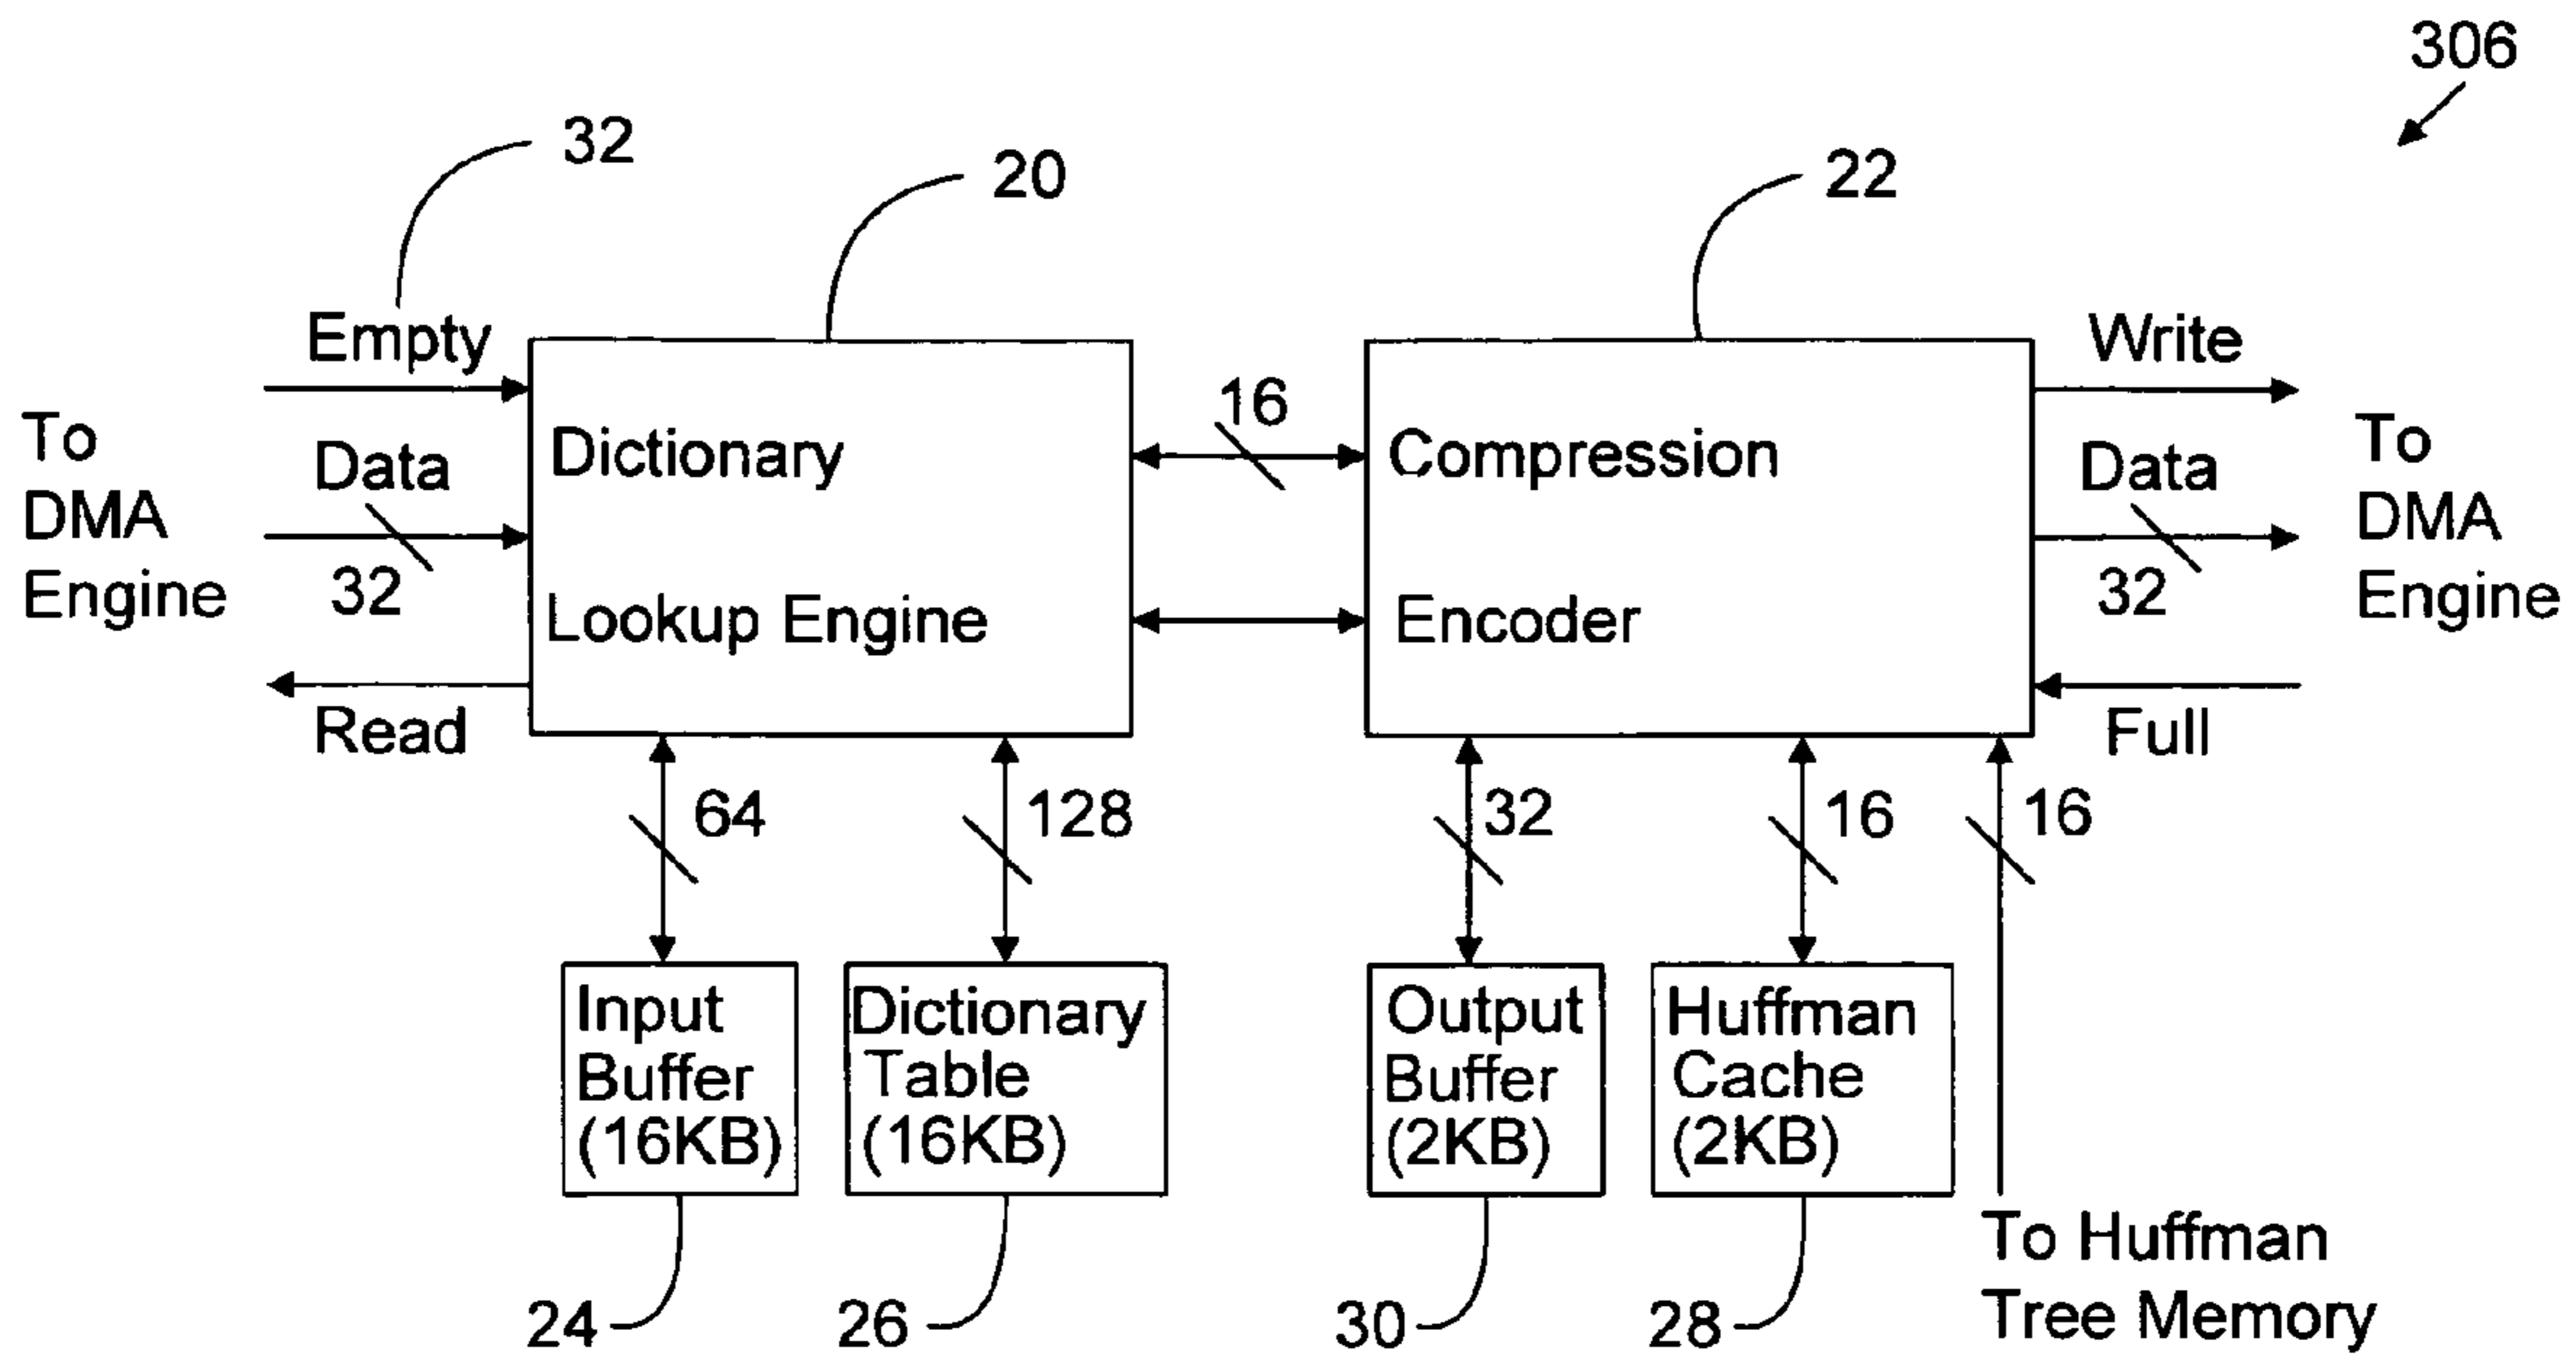 306
32
20
22
Empty
Write
16
To
DMA
Engine
Data
32
Dictionary
Lookup Engine
Compression
Encoder
Data
32
To
DMA
Engine
Read
Full
64
128
32
16
16
Input
Buffer
(16KB)
Dictionary
Table
(16KB)
Output
Buffer
(2KB)
Huffman
Cache
(2KB)
To Huffman
Tree Memory
24
26
30
28